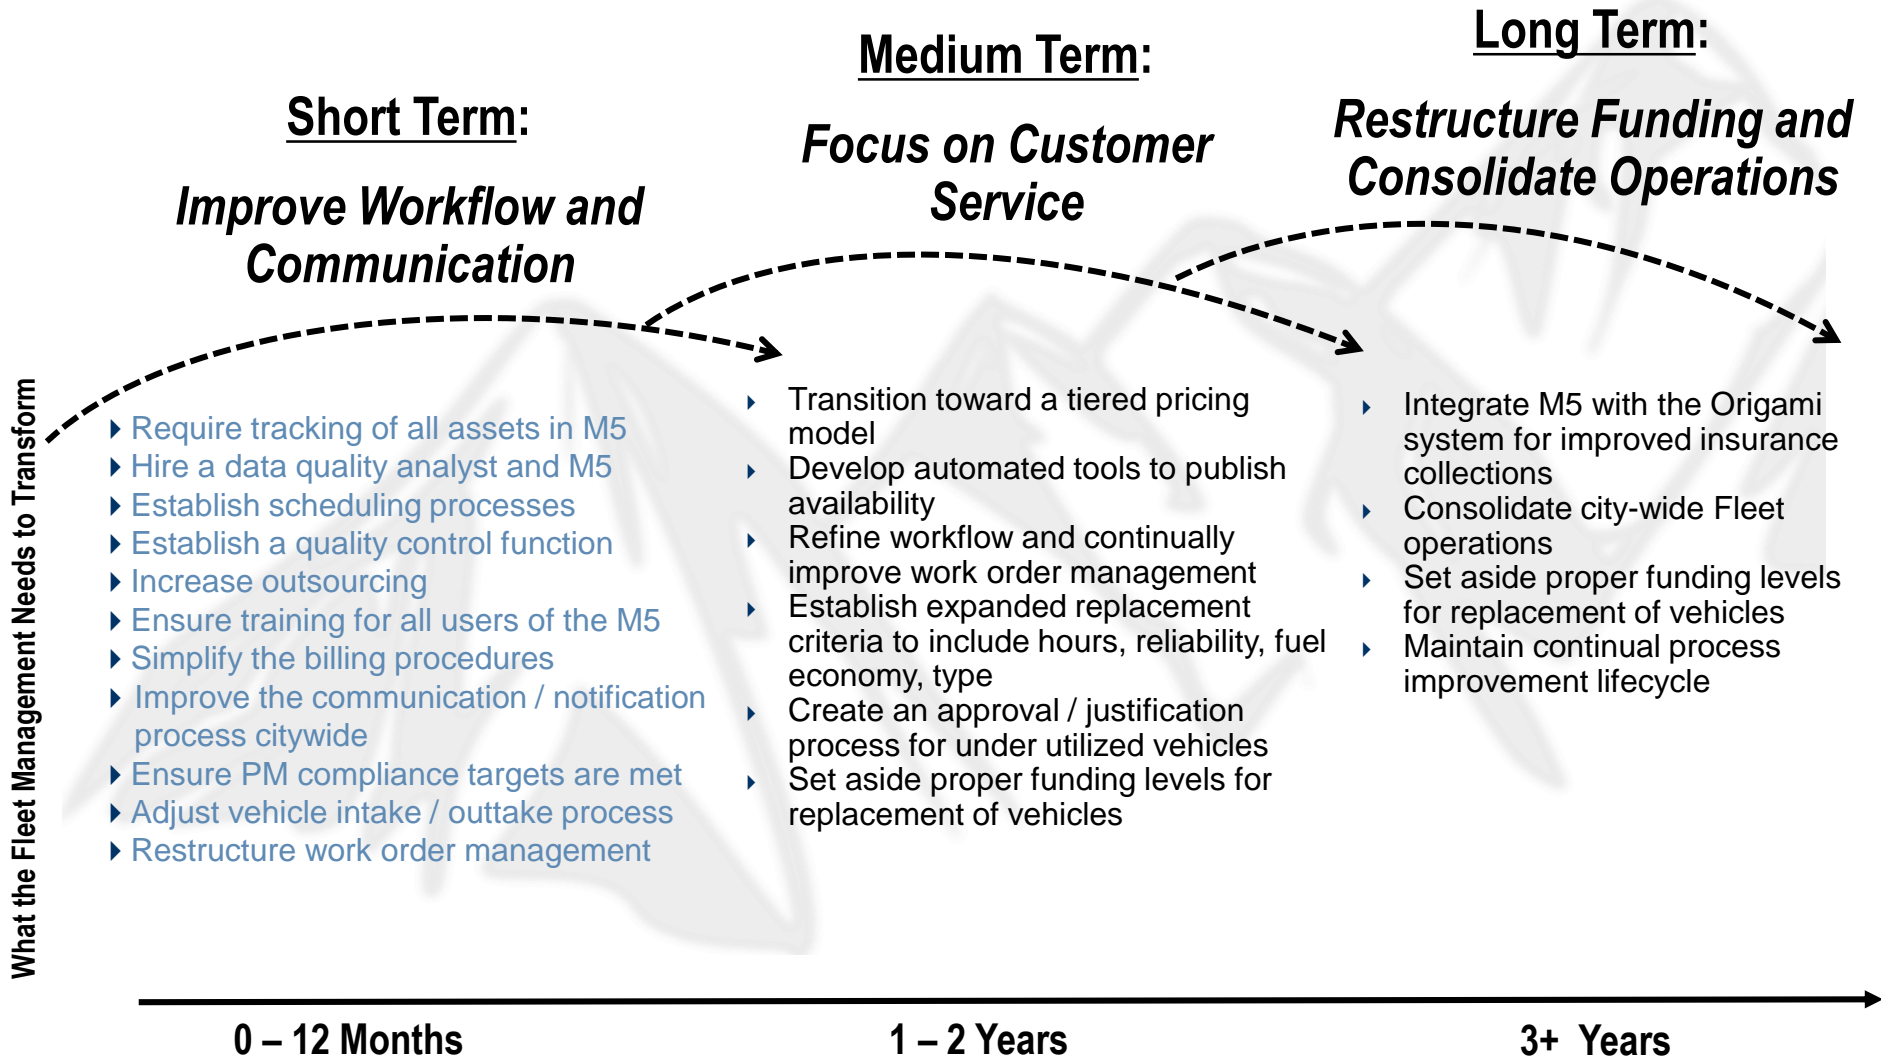 What the Fleet Management Needs to Transform
Short Term:
Improve Workflow and
Communication
Require tracking of all assets in M5
Hire a data quality analyst and M5
Establish scheduling processes
Establish a quality control function
Increase outsourcing
Ensure training for all users of the M5
Simplify the billing procedures
Improve the communication / notification
process citywide
Ensure PM compliance targets are met
Adjust vehicle intake / outtake process
Restructure work order management
0 – 12 Months
Medium Term:
Focus on Customer
Service
Transition toward a tiered pricing
model
Develop automated tools to publish
availability
Refine workflow and continually
improve work order management
Establish expanded replacement
criteria to include hours, reliability, fuel
economy, type
Create an approval / justification
process for under utilized vehicles
Set aside proper funding levels for
replacement of vehicles
1 – 2 Years
Long Term:
Restructure Funding and
Consolidate Operations
Integrate M5 with the Origami
system for improved insurance
collections
Consolidate city-wide Fleet
operations
Set aside proper funding levels
for replacement of vehicles
Maintain continual process
improvement lifecycle
3+ Years